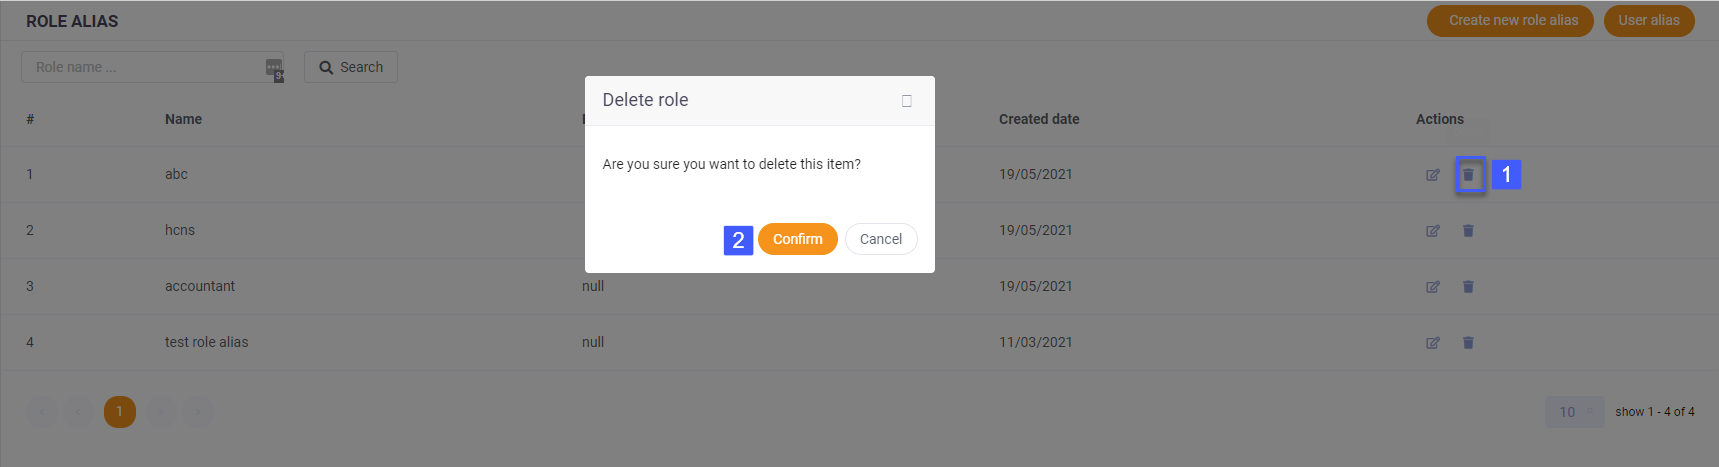 ROLE ALIAS
Create new role alias
User alias
Role name ...
Search
Delete role
# Name Created date Actions
Are you sure you want to delete this item?
1 abc 19/05/2021 1
2 hcns 19/05/2021
2 Confirm Cancel
3 accountant null 19/05/2021
4 test role alias null 11/03/2021
1
10 show 1 - 4 of 4